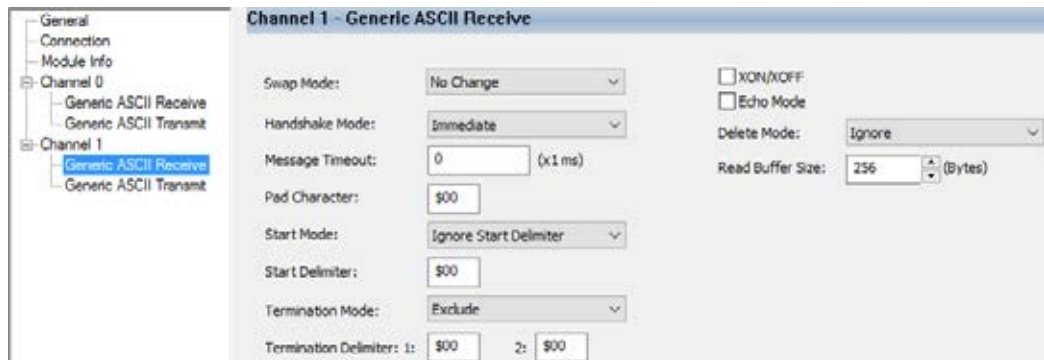 General
Connection
Module Info
Channel 0
Generic ASCII Receive
Generic ASCII Transmit
Channel 1
Generic ASCII Receive
Generic ASCII Transmit
Channel 1 - Generic ASCII Receive
Swap Mode: No Change
Handshake Mode: Immediate
Message Timeout: 0 (x1 ms)
Pad Character: $00
Start Mode: Ignore Start Delimiter
Start Delimiter: $00
Termination Mode: Exclude
Termination Delimiter: 1: $00 2: $00
XON/XOFF
Echo Mode
Delete Mode: Ignore
Read Buffer Size: 256 (Bytes)